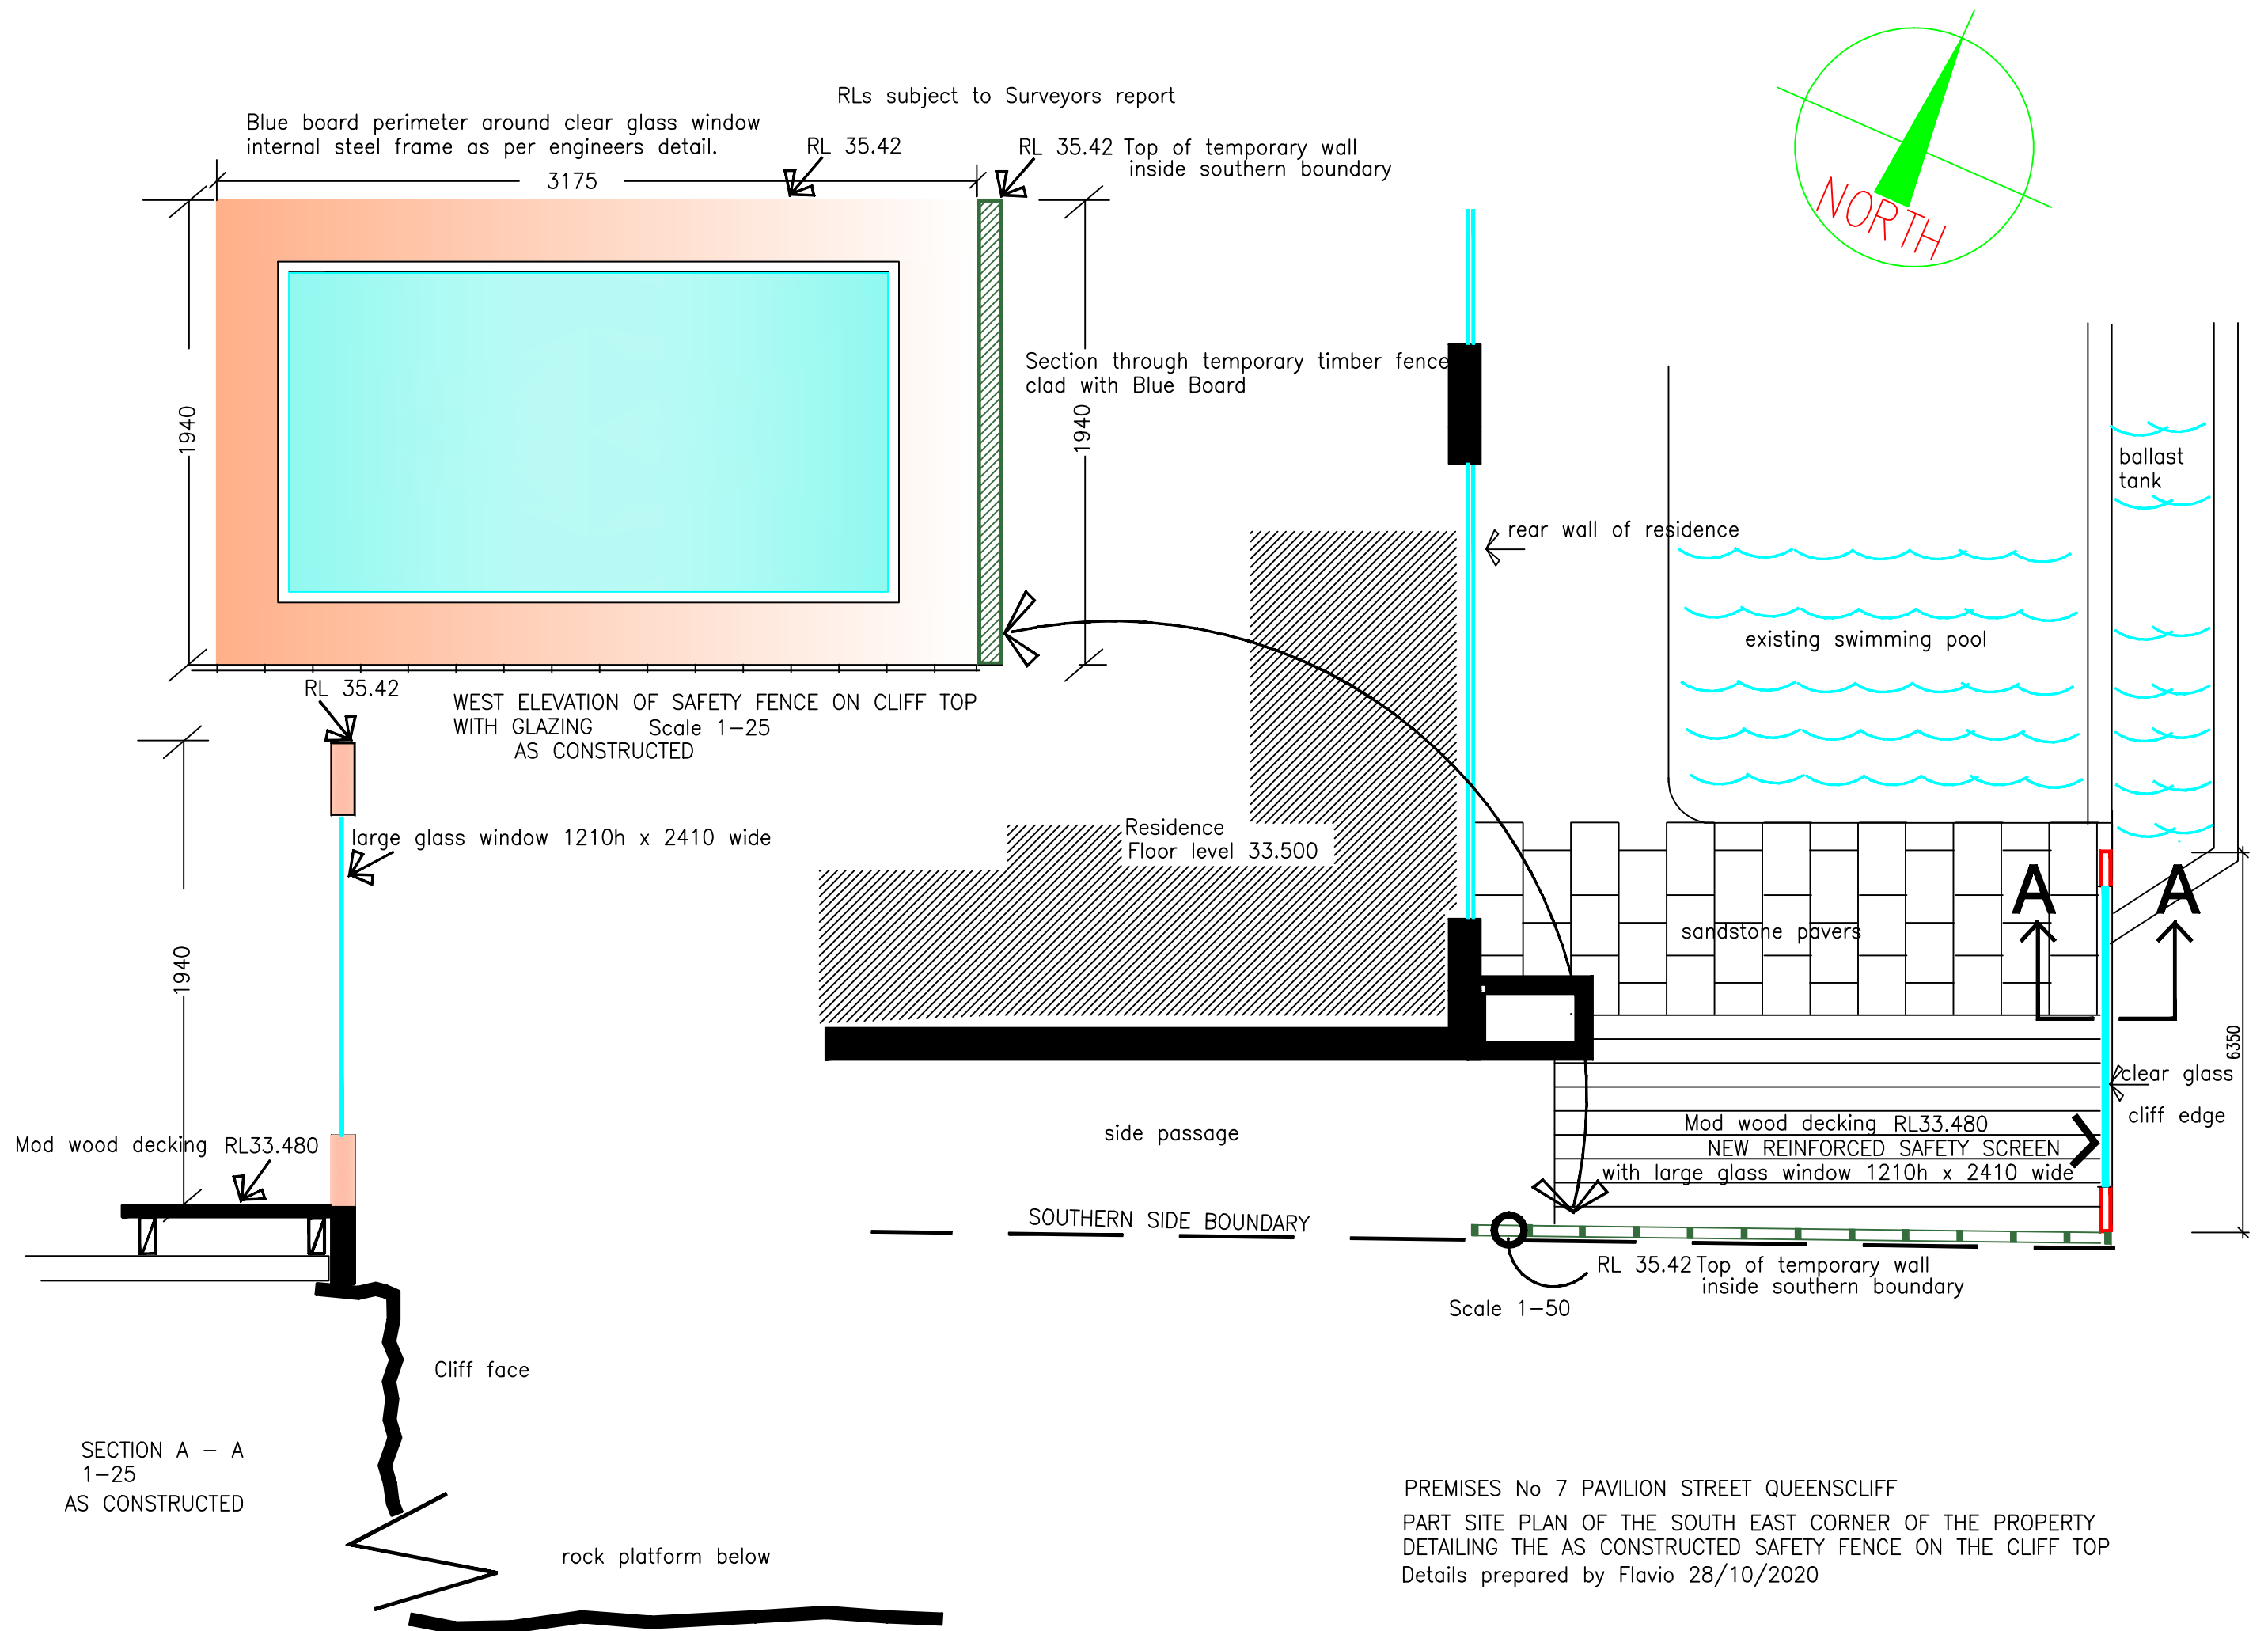 RLs subject to Surveyors report
Blue board perimeter around clear glass window
internal steel frame as per engineers detail.
RL 35.42
RL 35.42 Top of temporary wall
inside southern boundary
3175
NORTH
1940
1940
Section through temporary timber fence
clad with Blue Board
ballast
tank
rear wall of residence
existing swimming pool
RL 35.42
WEST ELEVATION OF SAFETY FENCE ON CLIFF TOP
WITH GLAZING Scale 1-25
AS CONSTRUCTED
large glass window 1210h x 2410 wide
Residence
Floor level 33.500
A A
sandstone pavers
1940
6350
clear glass
cliff edge
Mod wood decking RL33.480
side passage
Mod wood decking RL33.480
NEW REINFORCED SAFETY SCREEN
with large glass window 1210h x 2410 wide
SOUTHERN SIDE BOUNDARY
RL 35.42 Top of temporary wall
inside southern boundary
Scale 1-50
Cliff face
SECTION A - A
1-25
AS CONSTRUCTED
rock platform below
PREMISES No 7 PAVILION STREET QUEENSCLIFF
PART SITE PLAN OF THE SOUTH EAST CORNER OF THE PROPERTY
DETAILING THE AS CONSTRUCTED SAFETY FENCE ON THE CLIFF TOP
Details prepared by Flavio 28/10/2020